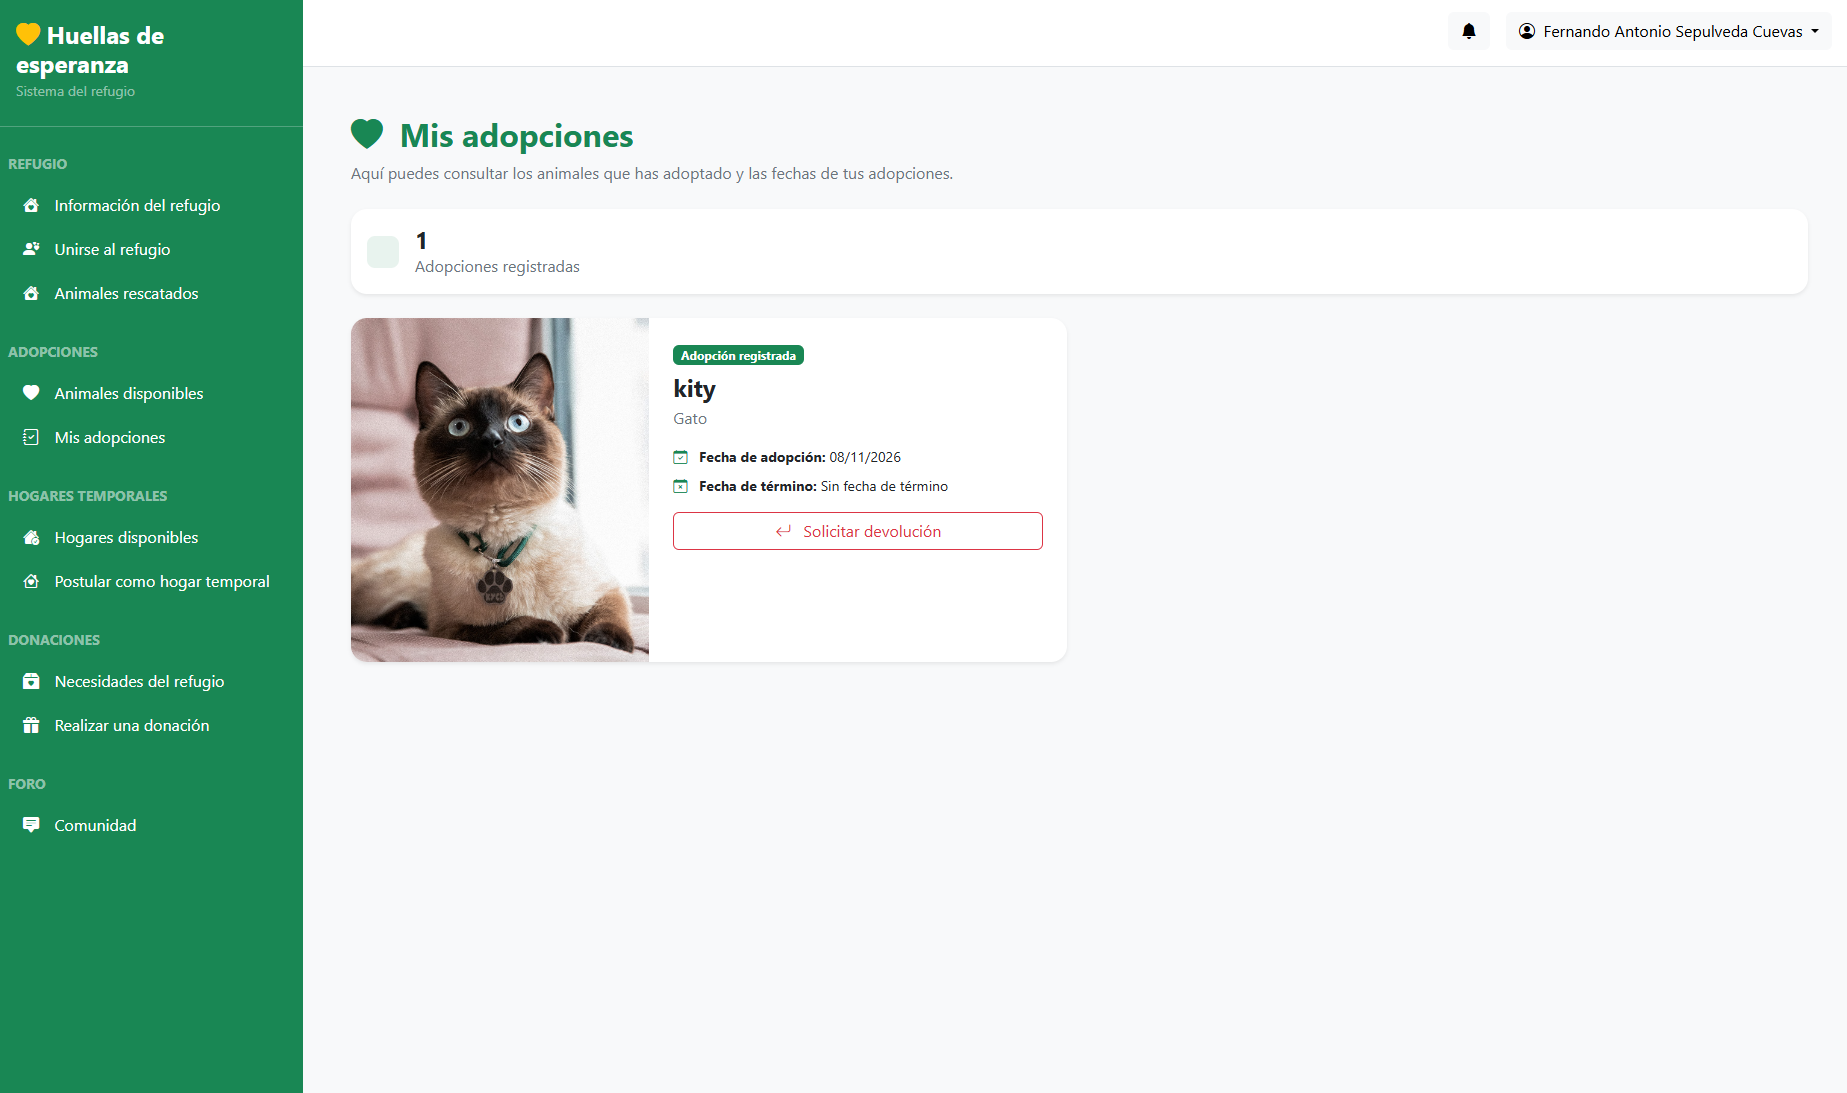 Huellas de
esperanza
Sistema del refugio
REFUGIO
Información del refugio
Unirse al refugio
Animales rescatados
ADOPCIONES
Animales disponibles
Mis adopciones
HOGARES TEMPORALES
Hogares disponibles
Postular como hogar temporal
DONACIONES
Necesidades del refugio
Realizar una donación
FORO
Comunidad
Fernando Antonio Sepulveda Cuevas
Mis adopciones
Aquí puedes consultar los animales que has adoptado y las fechas de tus adopciones.
1
Adopciones registradas
Adopción registrada
kity
Gato
Fecha de adopción: 08/11/2026
Fecha de término: Sin fecha de término
Solicitar devolución